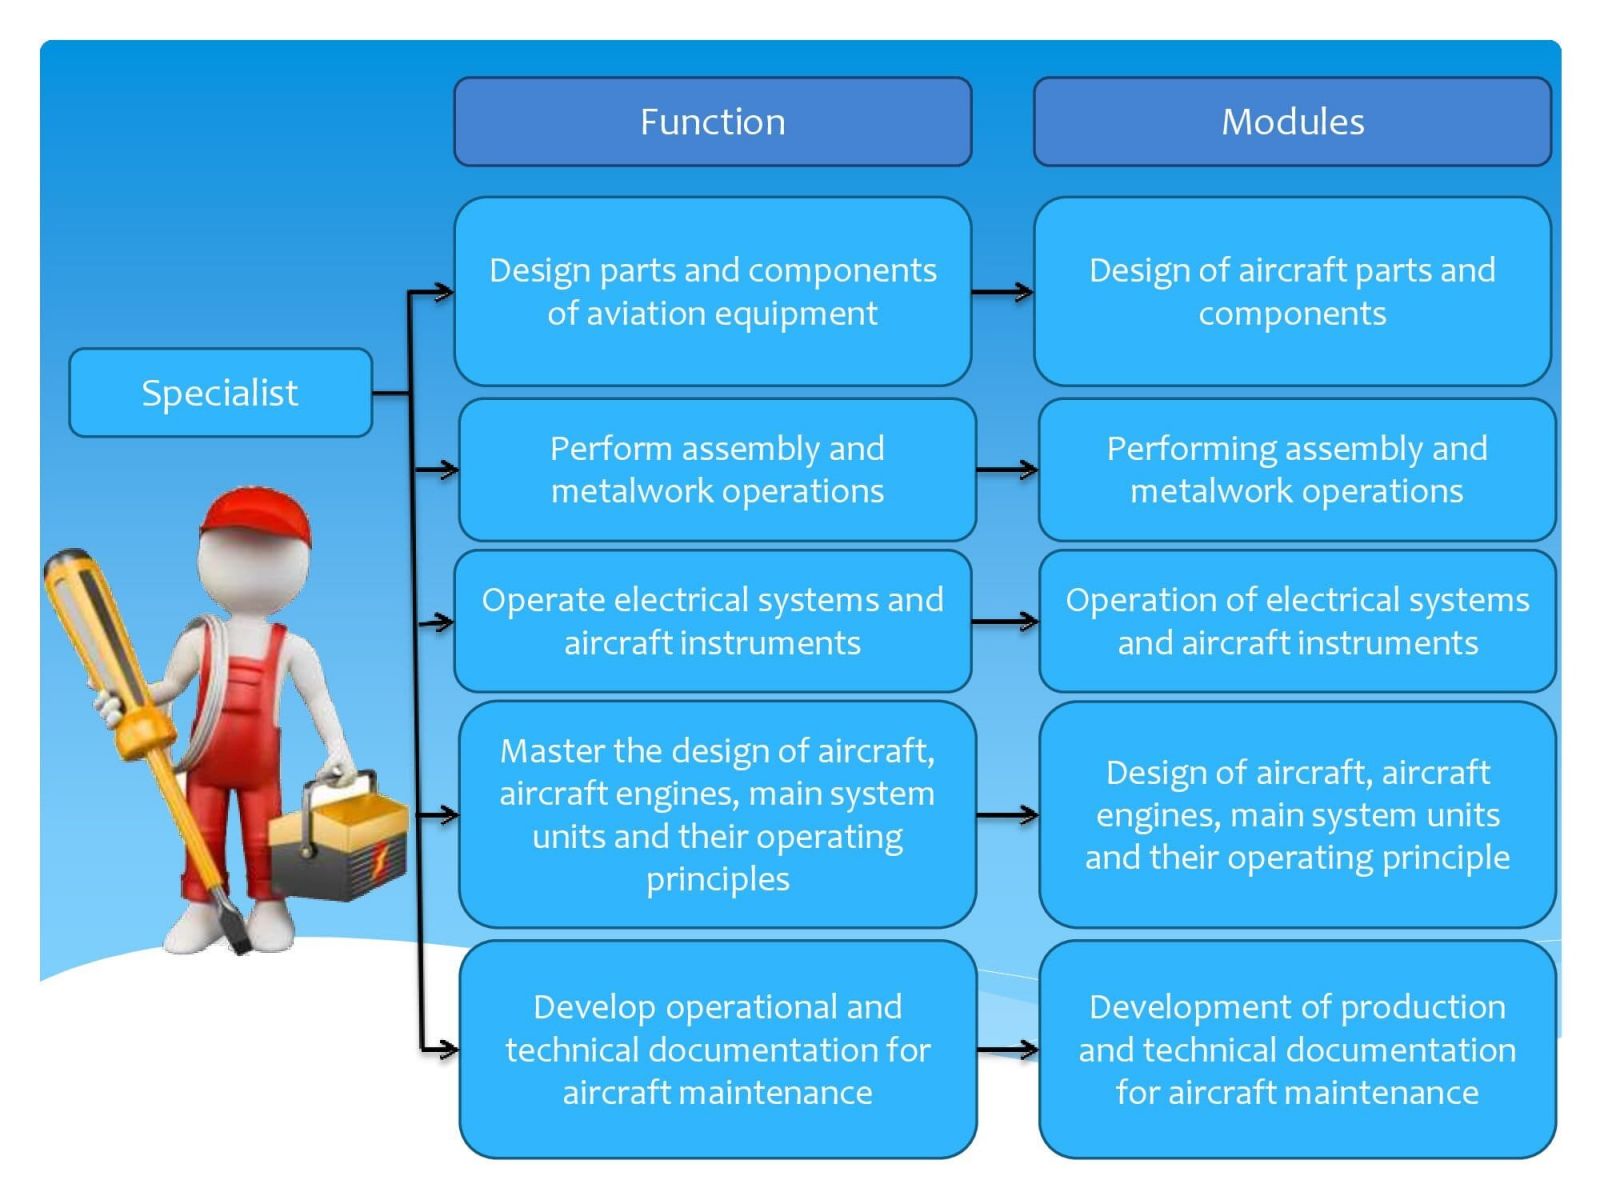 Function
Modules
Specialist
Design parts and components
of aviation equipment
Design of aircraft parts and
components
Perform assembly and
metalwork operations
Performing assembly and
metalwork operations
Operate electrical systems and
aircraft instruments
Operation of electrical systems
and aircraft instruments
Master the design of aircraft,
aircraft engines, main system
units and their operating
principles
Design of aircraft, aircraft
engines, main system units
and their operating principle
Develop operational and
technical documentation for
aircraft maintenance
Development of production
and technical documentation
for aircraft maintenance